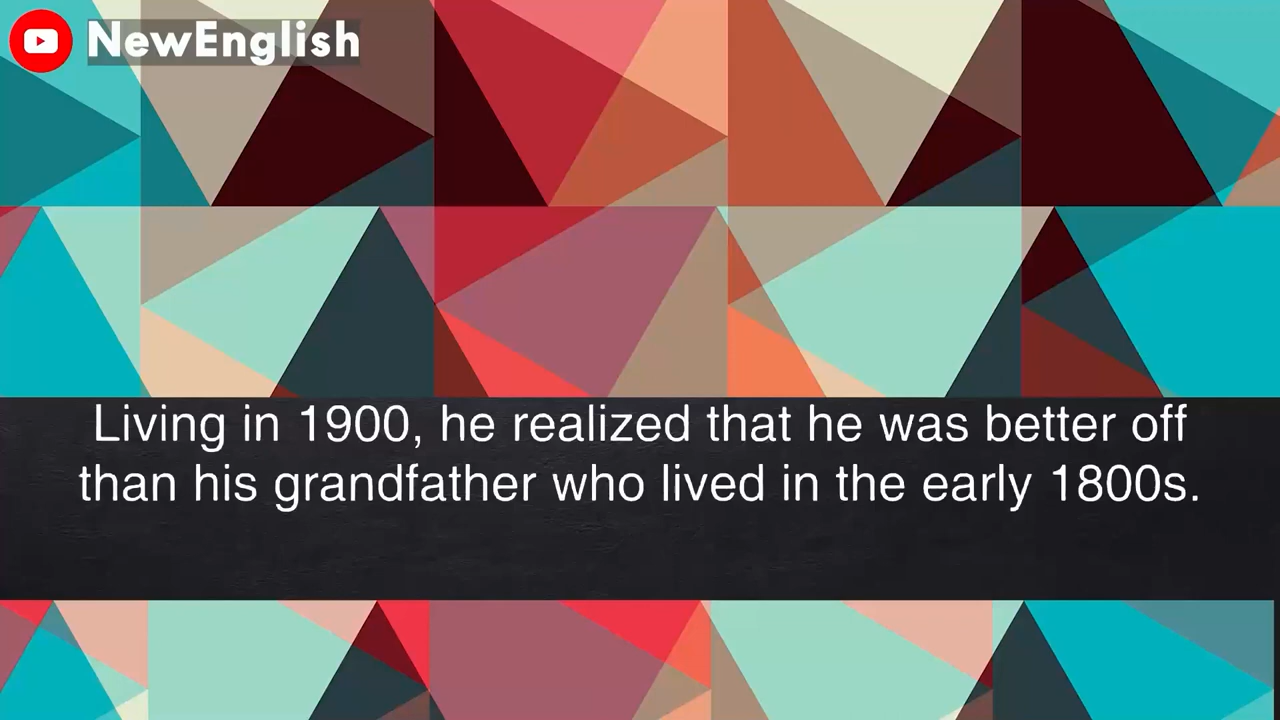 NewEnglish
Living in 1900, he realized that he was better off
than his grandfather who lived in the early 1800s.